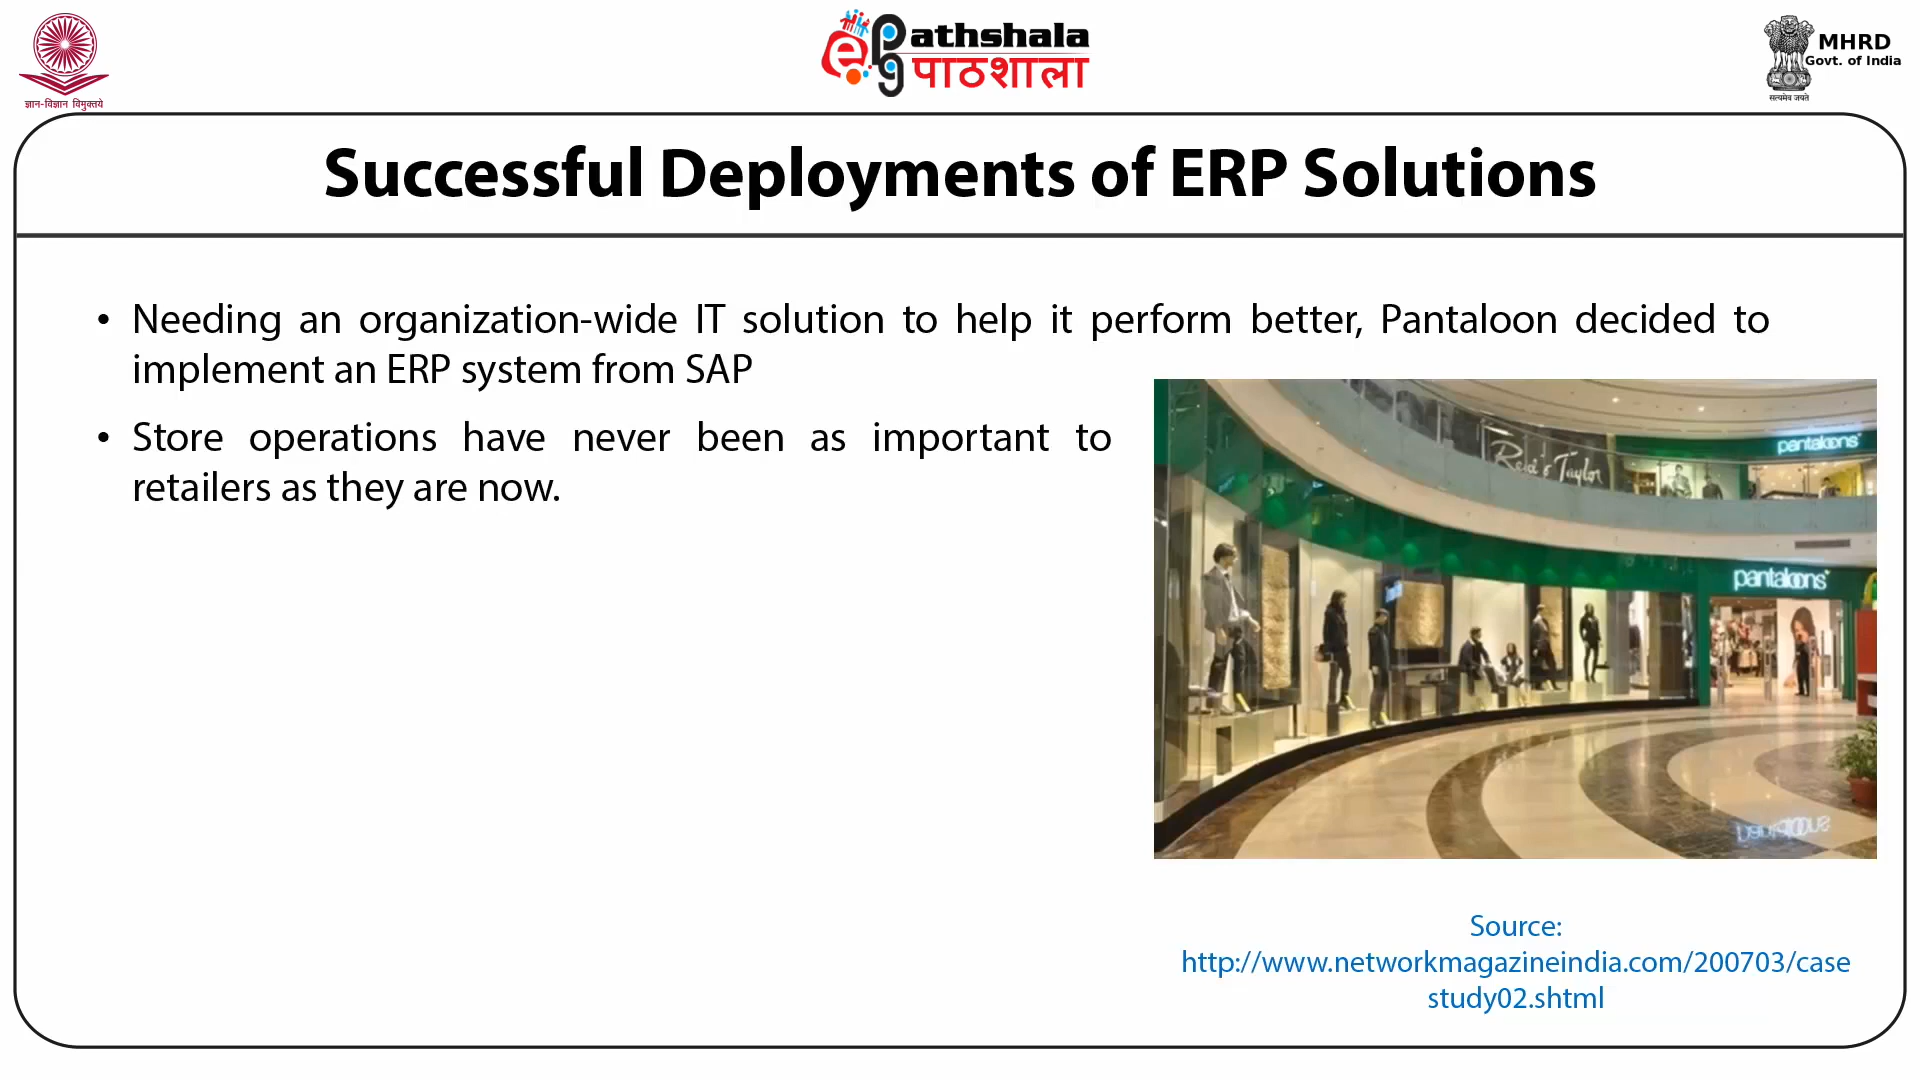 ज्ञान-विज्ञान विमुक्तये
ePathshala
पाठशाला
MHRD
Govt. of India
सत्यमेव जयते
Successful Deployments of ERP Solutions
• Needing an organization-wide IT solution to help it perform better, Pantaloon decided to
implement an ERP system from SAP
• Store operations have never been as important to
retailers as they are now.
Reid & Taylor
pantaloons
pantaloons
Source:
http://www.networkmagazineindia.com/200703/case
study02.shtml